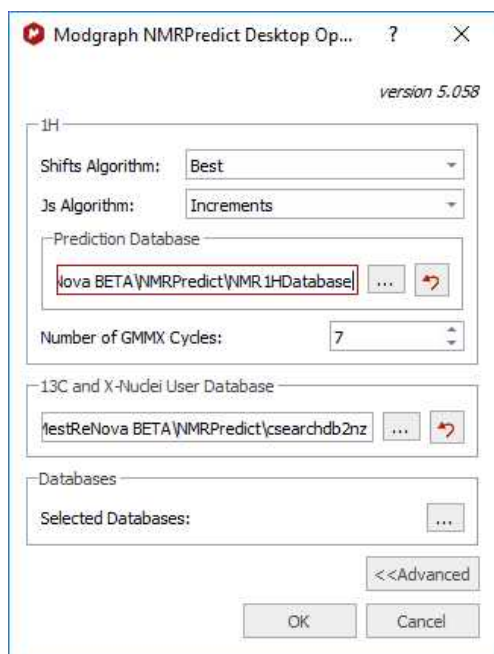 Modgraph NMRPredict Desktop Op... ?
version 5.058
1H
Shifts Algorithm: Best
Js Algorithm: Increments
Prediction Database
Nova BETA\NMRPredict\NMR1HDatabase ...
Number of GMMX Cycles: 7
13C and X-Nuclei User Database
MestReNova BETA\NMRPredict\csearchdb2nz ...
Databases
Selected Databases: ...
<<Advanced
OK Cancel